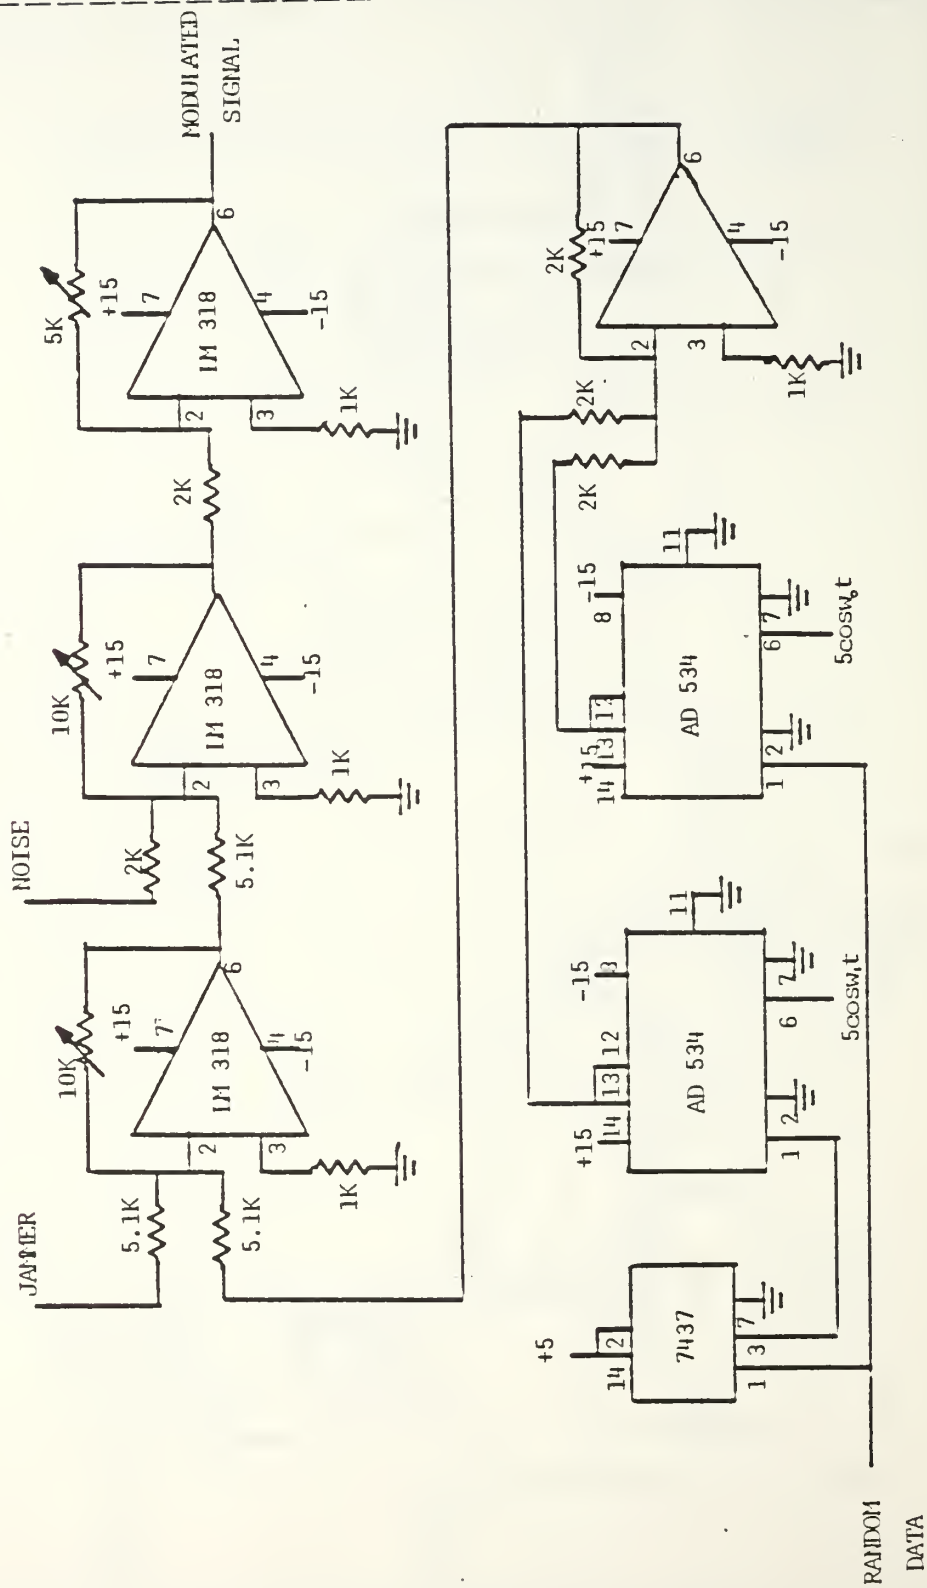 JAMMER
5.1K
5.1K
10K
+15
7
2
3
6
4
-15
LM 318
1K
NOISE
2K
5.1K
10K
+15
7
2
3
4
-15
LM 318
1K
2K
5K
+15
7
2
3
6
4
-15
LM 318
1K
MODULATED
SIGNAL
RANDOM
DATA
+5
14
2
7437
1
3
7
+15
14
13
12
-15
8
AD 534
11
1
2
6
7
5cosw₁t
+15
14
13
12
-15
8
AD 534
11
1
2
6
7
5cosw₀t
2K
2K
2K
+15
7
2
3
6
4
-15
1K